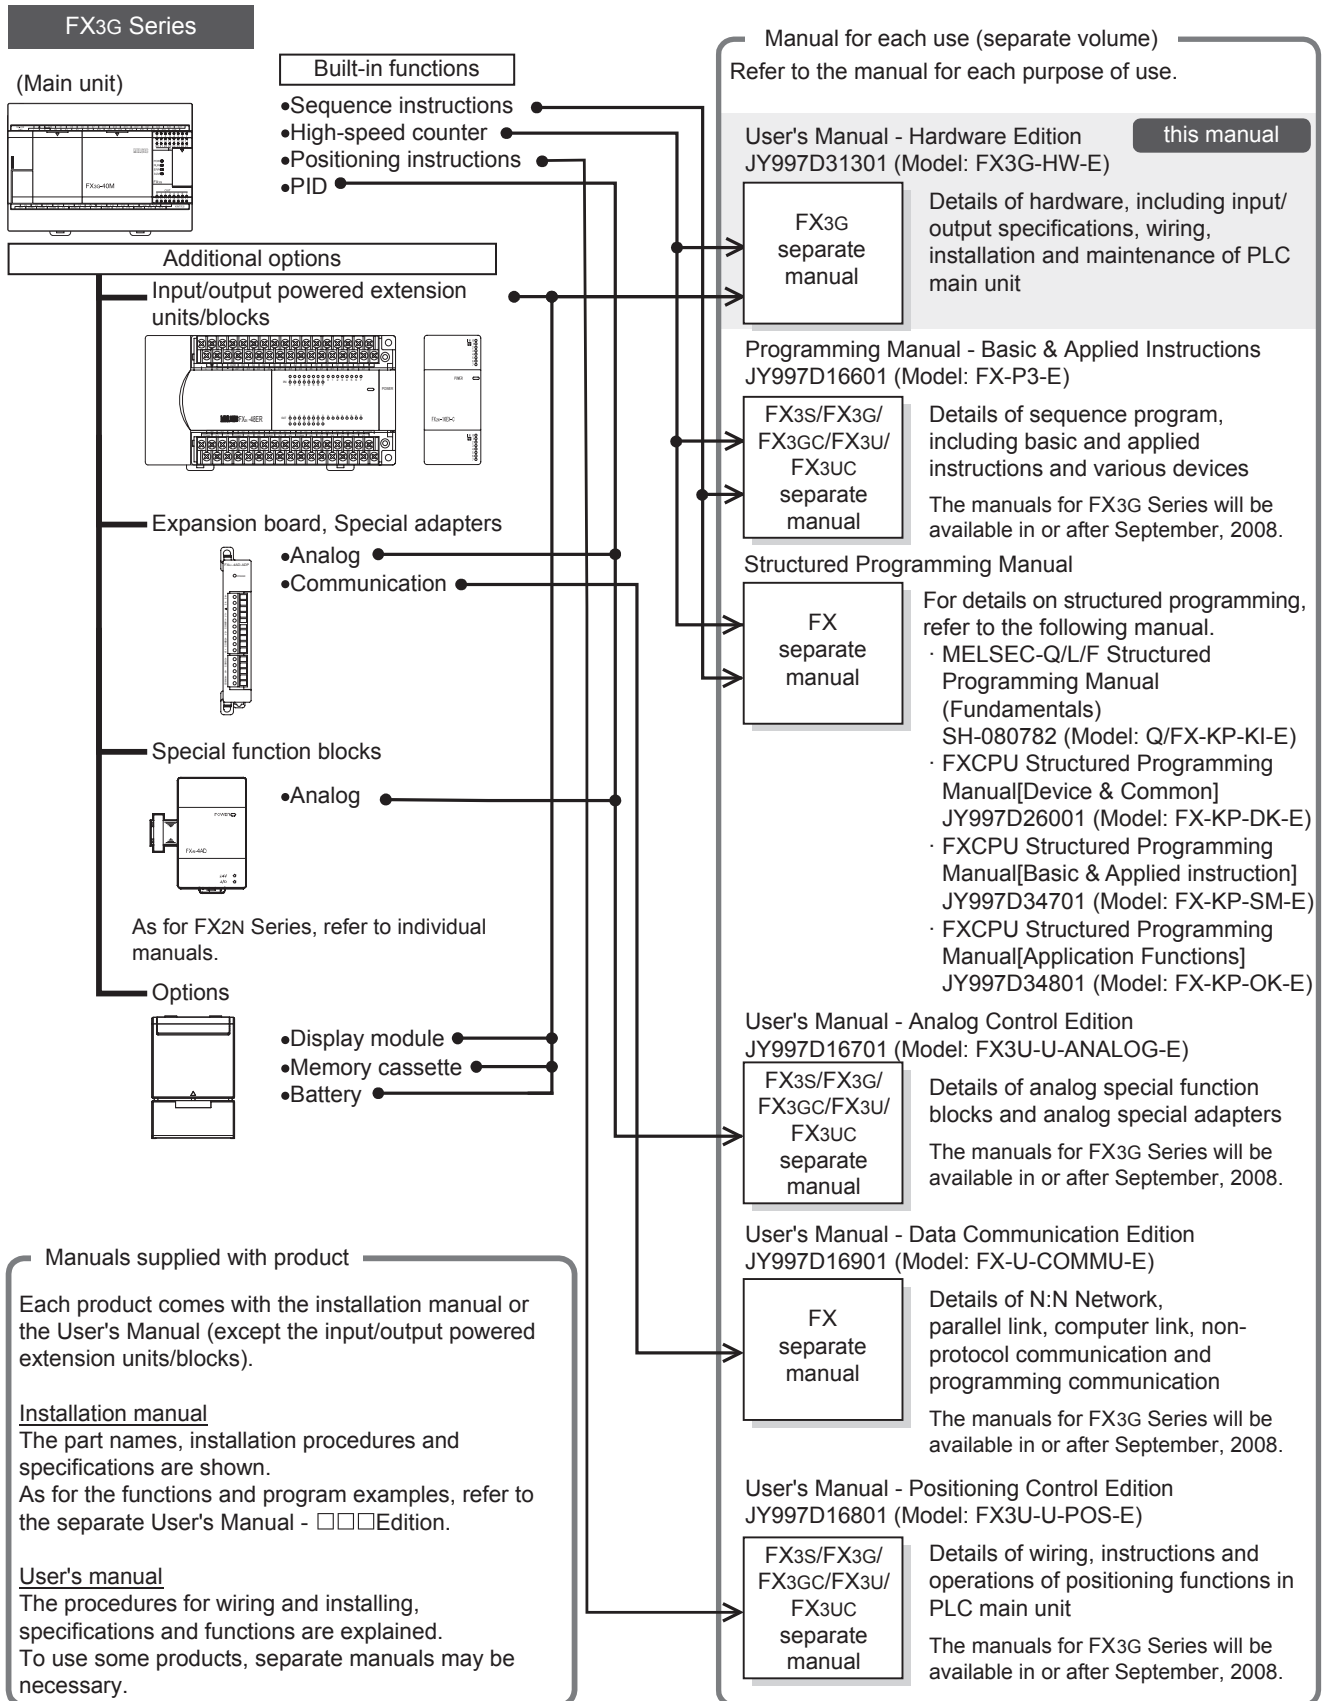 FX3G Series
(Main unit)
FX3G-40M
Built-in functions
•Sequence instructions
•High-speed counter
•Positioning instructions
•PID
Additional options
Input/output powered extension
units/blocks
POWER
Expansion board, Special adapters
•Analog
•Communication
Special function blocks
•Analog
POWER
As for FX2N Series, refer to individual
manuals.
Options
•Display module
•Memory cassette
•Battery
Manuals supplied with product
Each product comes with the installation manual or
the User's Manual (except the input/output powered
extension units/blocks).
Installation manual
The part names, installation procedures and
specifications are shown.
As for the functions and program examples, refer to
the separate User's Manual - □□□Edition.
User's manual
The procedures for wiring and installing,
specifications and functions are explained.
To use some products, separate manuals may be
necessary.
Manual for each use (separate volume)
Refer to the manual for each purpose of use.
User's Manual - Hardware Edition
this manual
JY997D31301 (Model: FX3G-HW-E)
FX3G
separate
manual
Details of hardware, including input/
output specifications, wiring,
installation and maintenance of PLC
main unit
Programming Manual - Basic & Applied Instructions
JY997D16601 (Model: FX-P3-E)
FX3S/FX3G/
FX3GC/FX3U/
FX3UC
separate
manual
Details of sequence program,
including basic and applied
instructions and various devices
The manuals for FX3G Series will be
available in or after September, 2008.
Structured Programming Manual
FX
separate
manual
For details on structured programming,
refer to the following manual.
· MELSEC-Q/L/F Structured
Programming Manual
(Fundamentals)
SH-080782 (Model: Q/FX-KP-KI-E)
· FXCPU Structured Programming
Manual[Device & Common]
JY997D26001 (Model: FX-KP-DK-E)
· FXCPU Structured Programming
Manual[Basic & Applied instruction]
JY997D34701 (Model: FX-KP-SM-E)
· FXCPU Structured Programming
Manual[Application Functions]
JY997D34801 (Model: FX-KP-OK-E)
User's Manual - Analog Control Edition
JY997D16701 (Model: FX3U-U-ANALOG-E)
FX3S/FX3G/
FX3GC/FX3U/
FX3UC
separate
manual
Details of analog special function
blocks and analog special adapters
The manuals for FX3G Series will be
available in or after September, 2008.
User's Manual - Data Communication Edition
JY997D16901 (Model: FX-U-COMMU-E)
FX
separate
manual
Details of N:N Network,
parallel link, computer link, non-
protocol communication and
programming communication
The manuals for FX3G Series will be
available in or after September, 2008.
User's Manual - Positioning Control Edition
JY997D16801 (Model: FX3U-U-POS-E)
FX3S/FX3G/
FX3GC/FX3U/
FX3UC
separate
manual
Details of wiring, instructions and
operations of positioning functions in
PLC main unit
The manuals for FX3G Series will be
available in or after September, 2008.